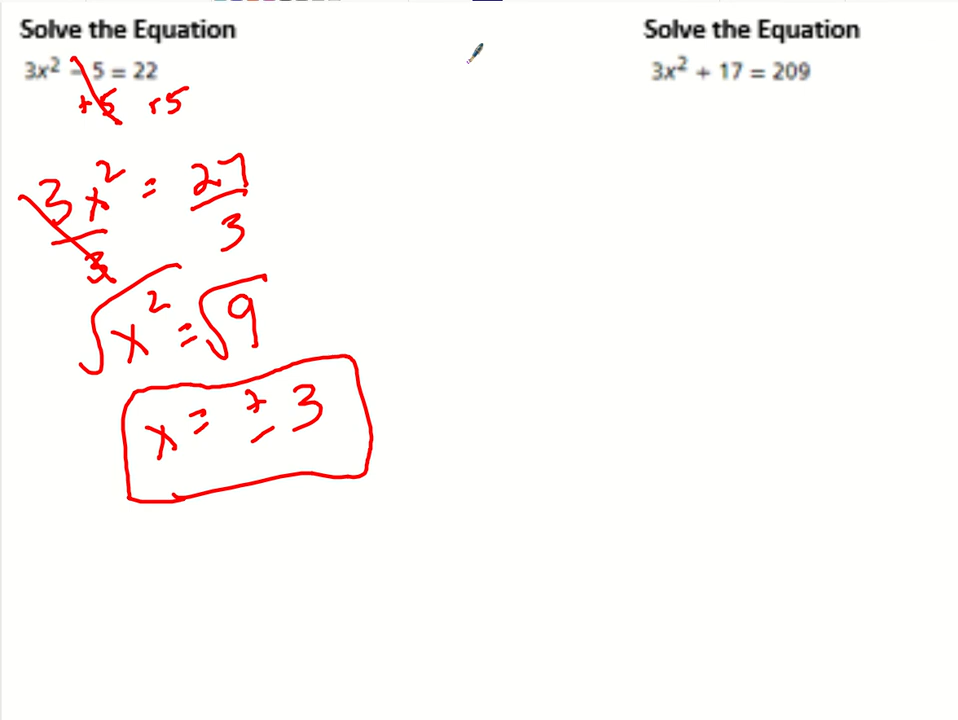 Solve the Equation
3x² - 5 = 22
+5 +5
3x² = 27
3 3
√x² = √9
x = ± 3
Solve the Equation
3x² + 17 = 209